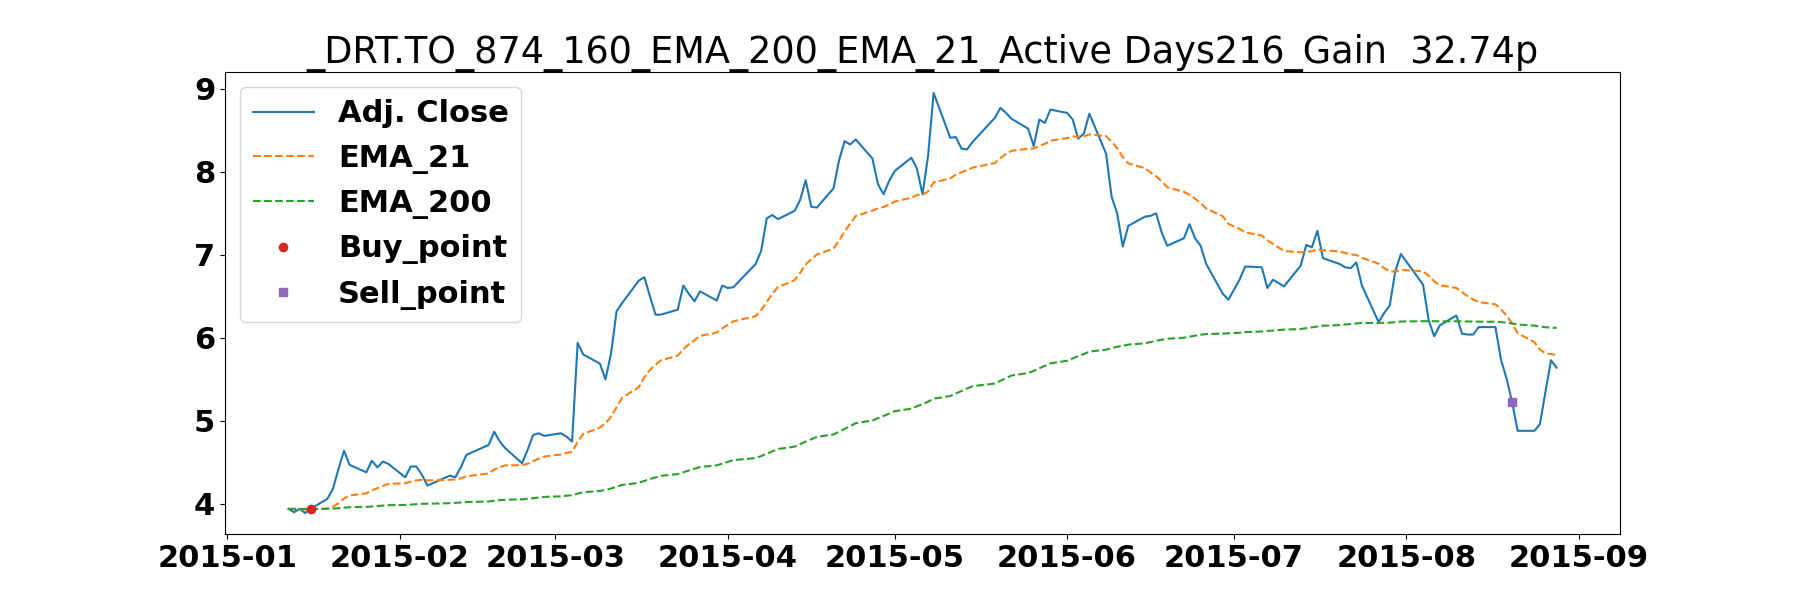 _DRT.TO_874_160_EMA_200_EMA_21_Active Days216_Gain  32.74p
9
8
7
6
5
4
Adj. Close
EMA_21
EMA_200
Buy_point
Sell_point
2015-01 2015-02 2015-03 2015-04 2015-05 2015-06 2015-07 2015-08 2015-09